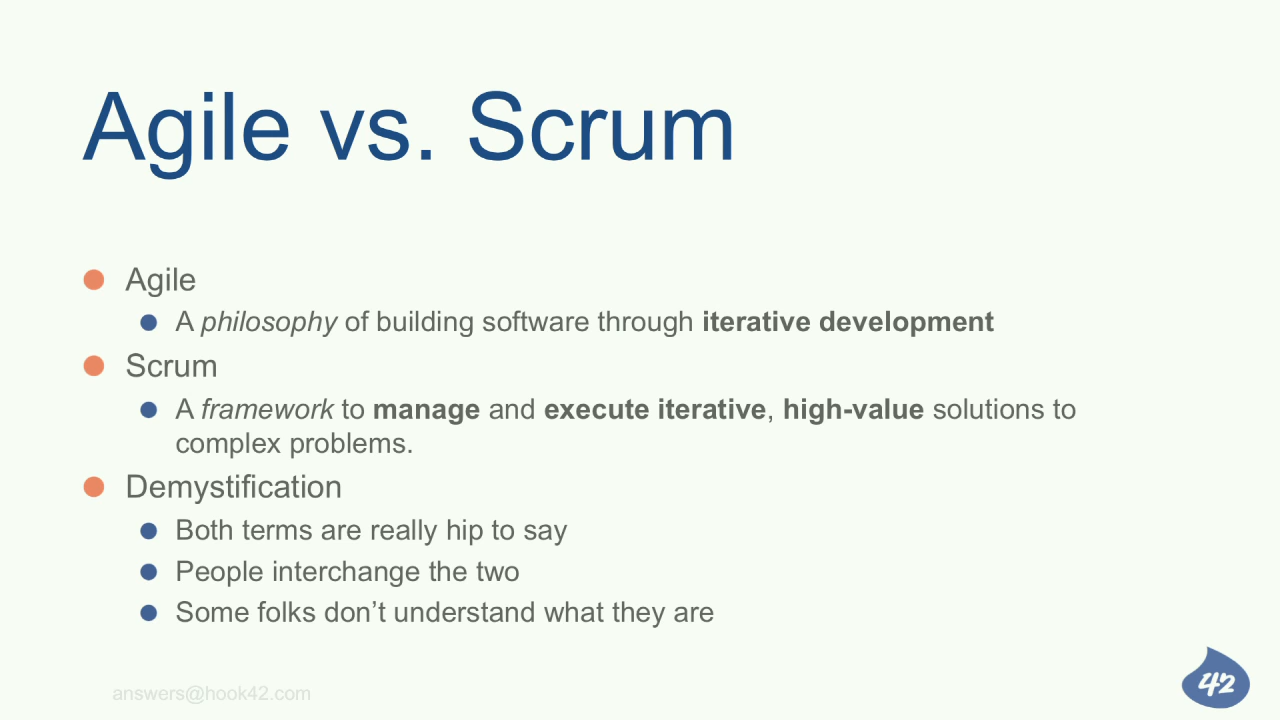 Agile vs. Scrum
Agile
A philosophy of building software through iterative development
Scrum
A framework to manage and execute iterative, high-value solutions to
complex problems.
Demystification
Both terms are really hip to say
People interchange the two
Some folks don’t understand what they are
answers@hook42.com
42